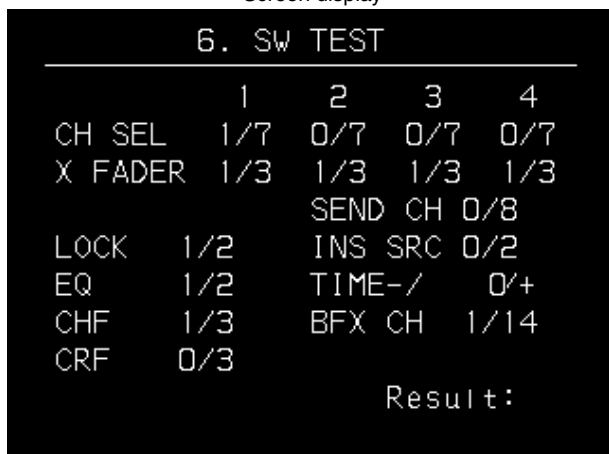 Screen display
6. SW TEST
1 2 3 4
CH SEL 1/7 0/7 0/7 0/7
X FADER 1/3 1/3 1/3 1/3
SEND CH 0/8
LOCK 1/2 INS SRC 0/2
EQ 1/2 TIME-/ 0/+
CHF 1/3 BFX CH 1/14
CRF 0/3
Result: